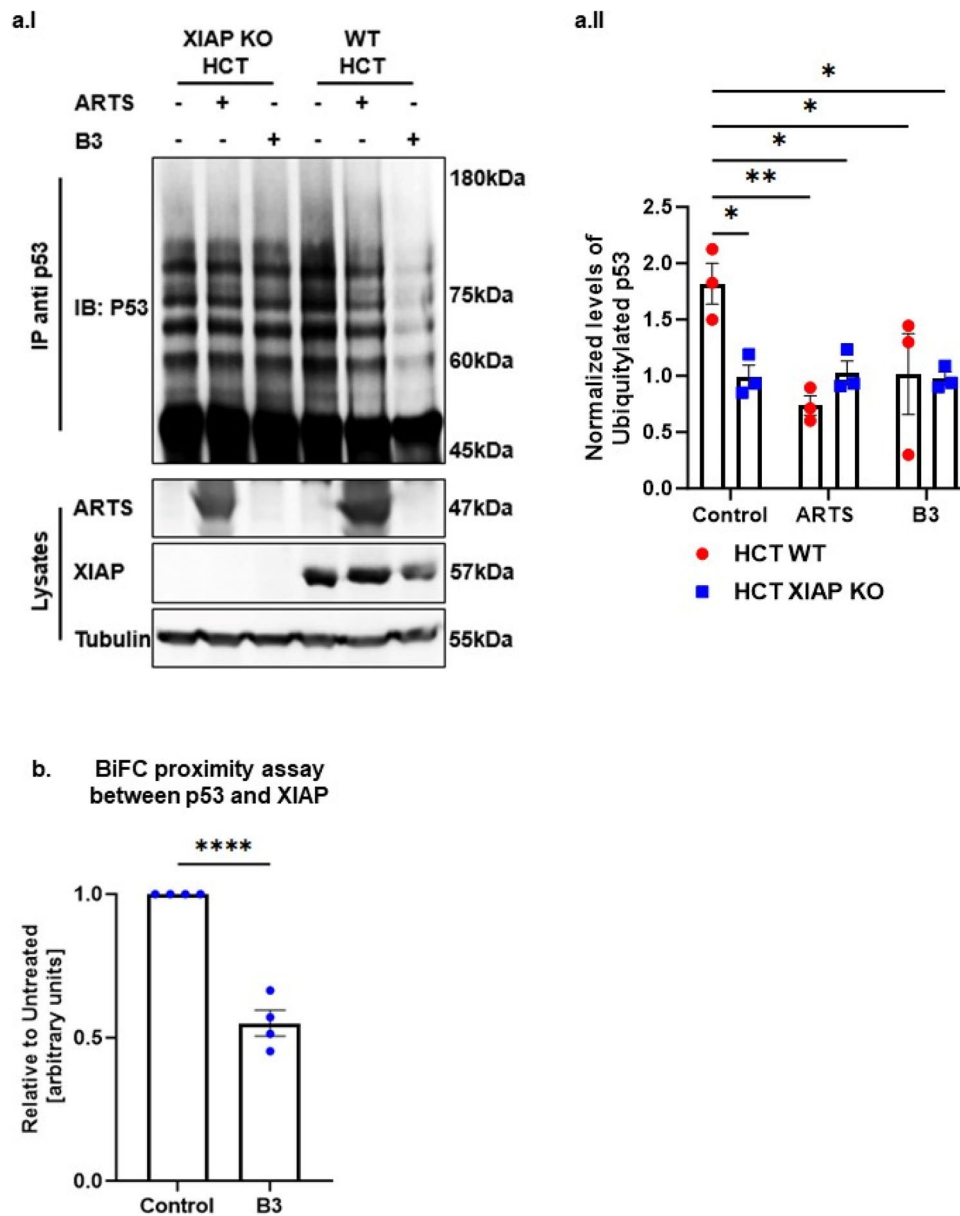 a.I
XIAP KO
HCT
WT
HCT
ARTS - + - - + -
B3 - - + - - +
IP anti p53
IB: P53
180kDa
75kDa
60kDa
45kDa
Lysates
ARTS
47kDa
XIAP
57kDa
Tubulin
55kDa
a.II
*
*
*
**
*
Normalized levels of
Ubiquitylated p53
2.5
2.0
1.5
1.0
0.5
0.0
Control ARTS B3
HCT WT
HCT XIAP KO
b.
BiFC proximity assay
between p53 and XIAP
****
Relative to Untreated
[arbitrary units]
1.0
0.5
0.0
Control B3